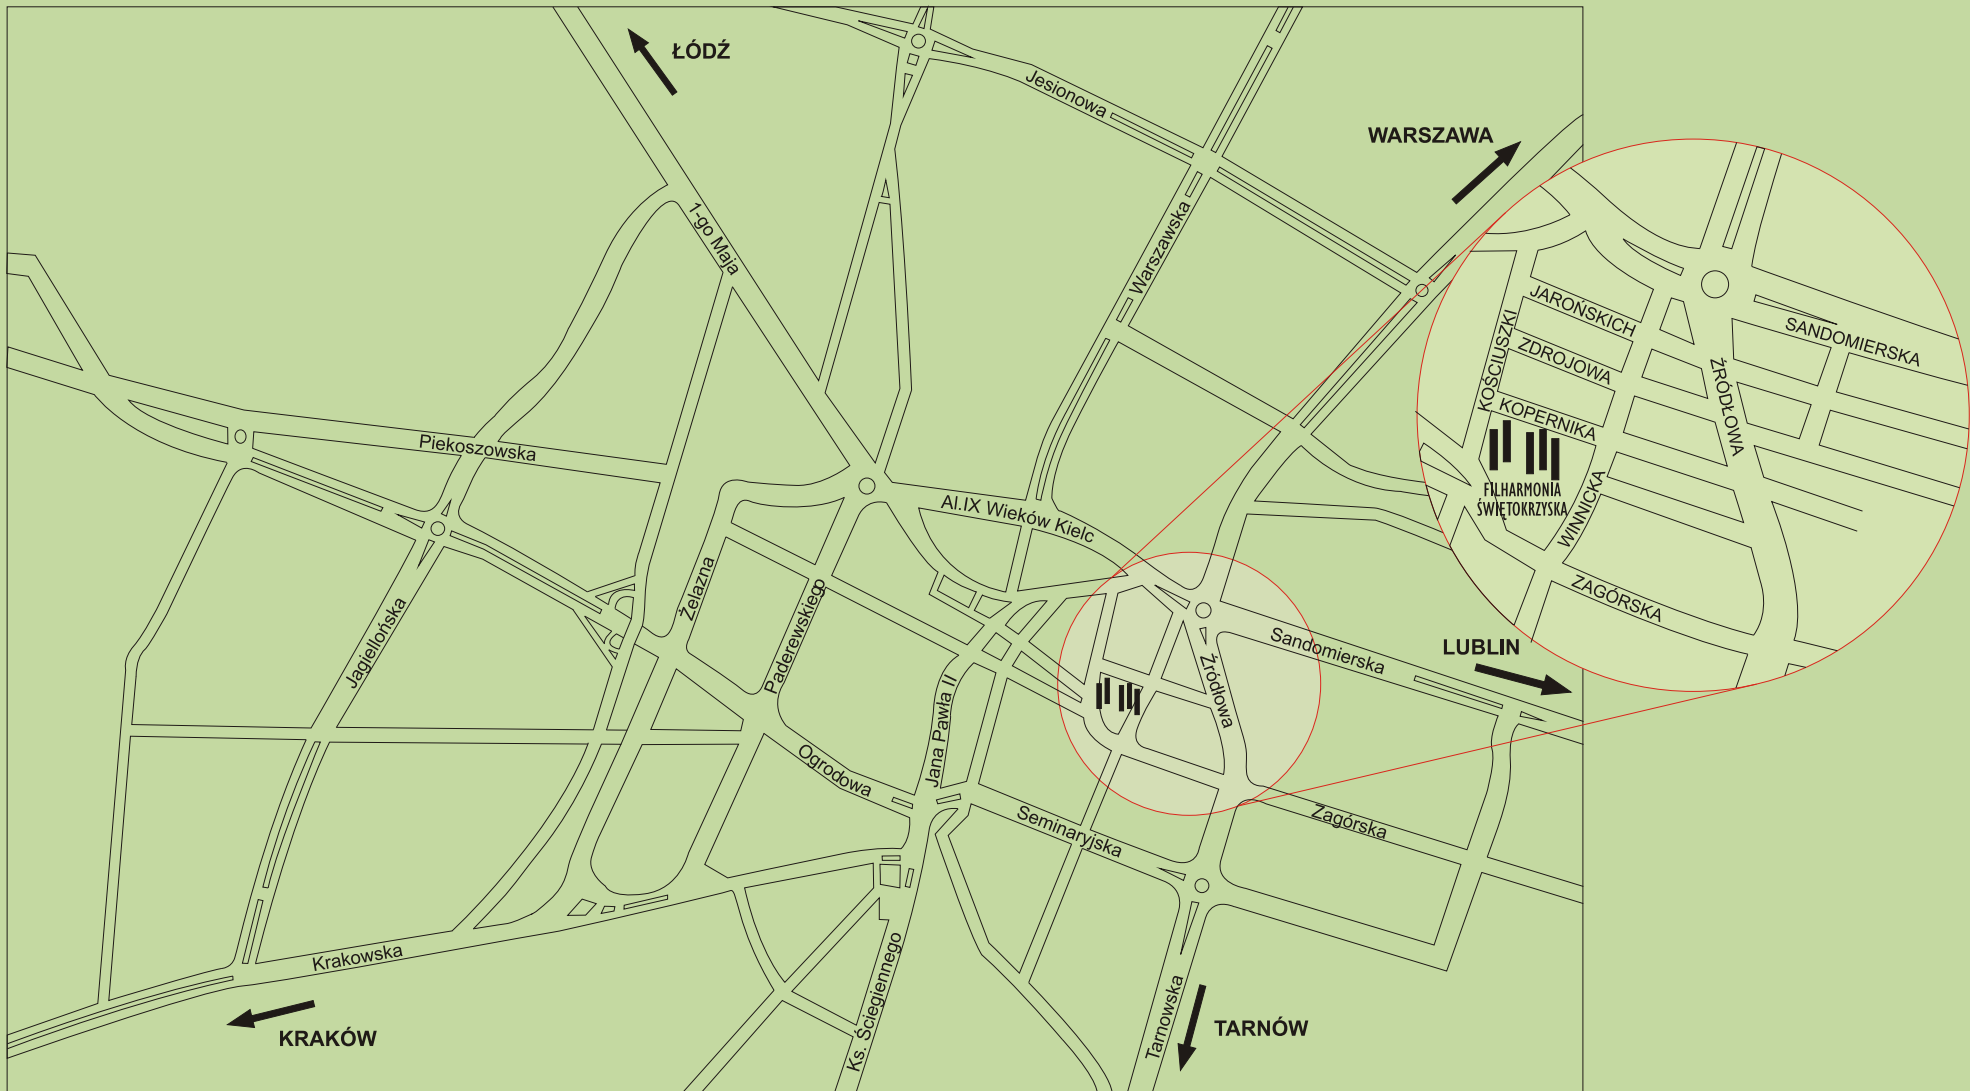 ŁÓDŹ
Jesionowa
WARSZAWA
1-go Maja
Warszawska
JAROŃSKICH
SANDOMIERSKA
KOŚCIUSZKI
ZDROJOWA
ŹRÓDŁOWA
KOPERNIKA
Piekoszowska
FILHARMONIA
ŚWIĘTOKRZYSKA
WINNICKA
Al.IX Wieków Kielc
Żelazna
Paderewskiego
ZAGÓRSKA
Jagiellońska
Sandomierska
LUBLIN
Źródłowa
Jana Pawła II
Ogrodowa
Seminaryjska
Zagórska
Krakowska
Ks. Ściegiennego
Tarnowska
KRAKÓW
TARNÓW